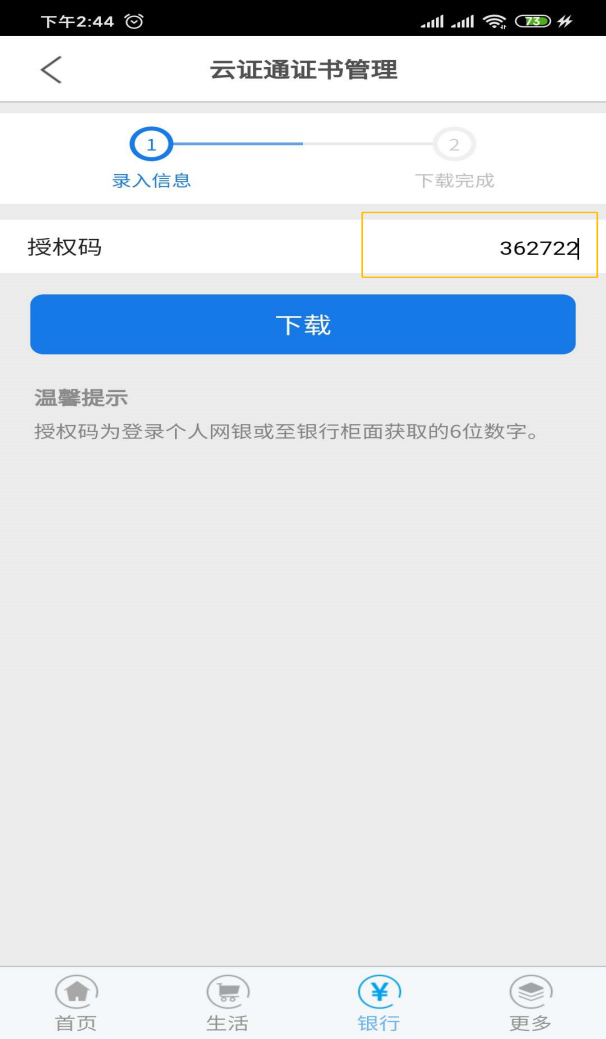 下午2:44
73
云证通证书管理
1
2
录入信息
下载完成
授权码
362722
下载
温馨提示
授权码为登录个人网银或至银行柜面获取的6位数字。
首页
生活
银行
更多